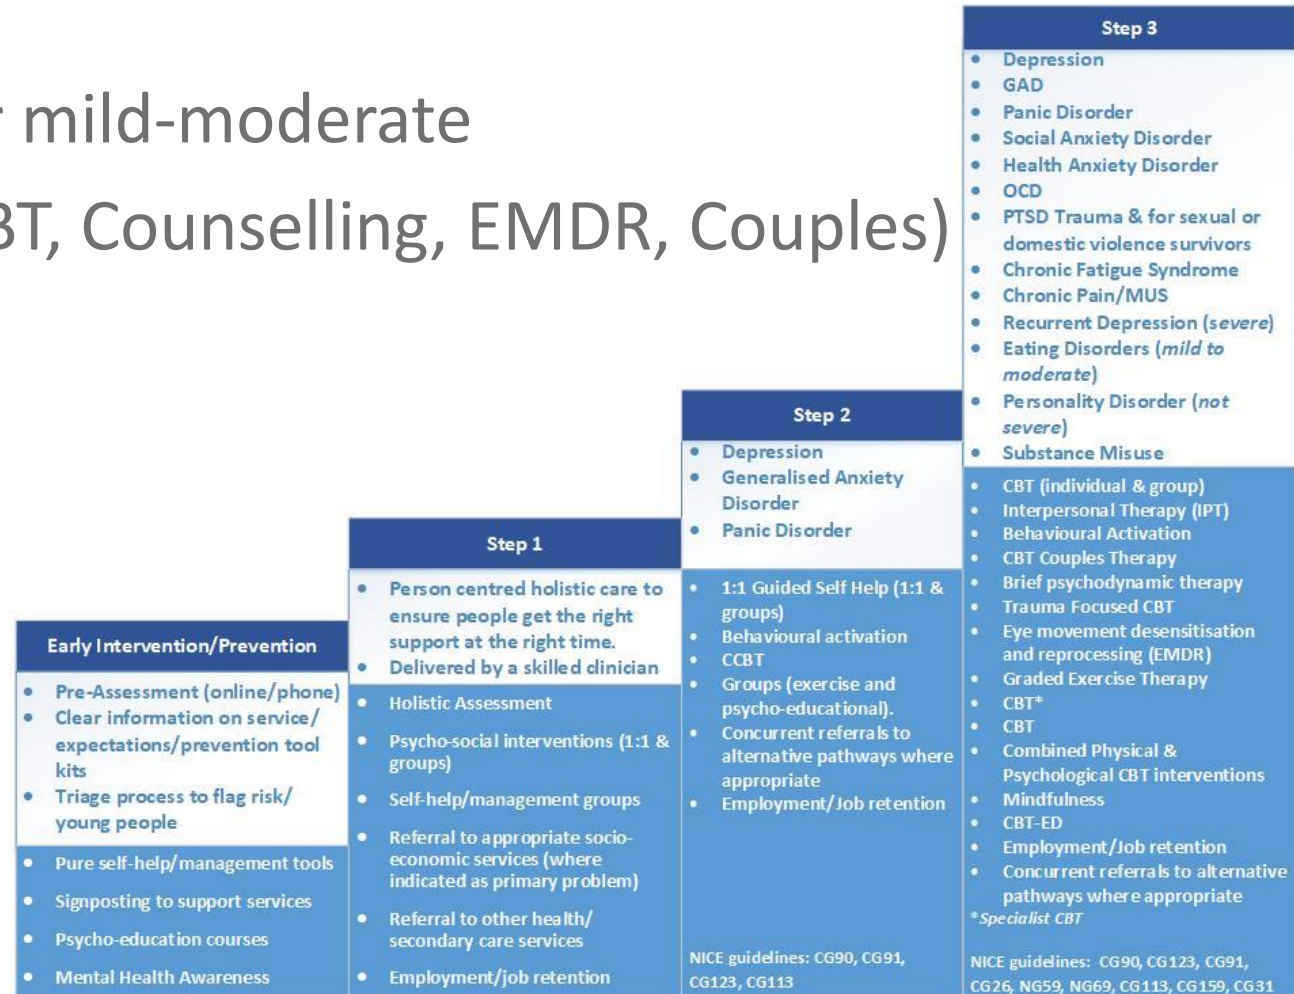 r mild-moderate
BT, Counselling, EMDR, Couples)
Early Intervention/Prevention
• Pre-Assessment (online/phone)
• Clear information on service/
expectations/prevention tool
kits
• Triage process to flag risk/
young people
• Pure self-help/management tools
• Signposting to support services
• Psycho-education courses
• Mental Health Awareness
Step 1
• Person centred holistic care to
ensure people get the right
support at the right time.
• Delivered by a skilled clinician
• Holistic Assessment
• Psycho-social interventions (1:1 &
groups)
• Self-help/management groups
• Referral to appropriate socio-
economic services (where
indicated as primary problem)
• Referral to other health/
secondary care services
• Employment/job retention
Step 2
• Depression
• Generalised Anxiety
Disorder
• Panic Disorder
• 1:1 Guided Self Help (1:1 &
groups)
• Behavioural activation
• CCBT
• Groups (exercise and
psycho-educational).
• Concurrent referrals to
alternative pathways where
appropriate
• Employment/Job retention
NICE guidelines: CG90, CG91,
CG123, CG113
Step 3
• Depression
• GAD
• Panic Disorder
• Social Anxiety Disorder
• Health Anxiety Disorder
• OCD
• PTSD Trauma & for sexual or
domestic violence survivors
• Chronic Fatigue Syndrome
• Chronic Pain/MUS
• Recurrent Depression (severe)
• Eating Disorders (mild to
moderate)
• Personality Disorder (not
severe)
• Substance Misuse
• CBT (individual & group)
• Interpersonal Therapy (IPT)
• Behavioural Activation
• CBT Couples Therapy
• Brief psychodynamic therapy
• Trauma Focused CBT
• Eye movement desensitisation
and reprocessing (EMDR)
• Graded Exercise Therapy
• CBT*
• CBT
• Combined Physical &
Psychological CBT interventions
• Mindfulness
• CBT-ED
• Employment/Job retention
• Concurrent referrals to alternative
pathways where appropriate
*Specialist CBT
NICE guidelines: CG90, CG123, CG91,
CG26, NG59, NG69, CG113, CG159, CG31